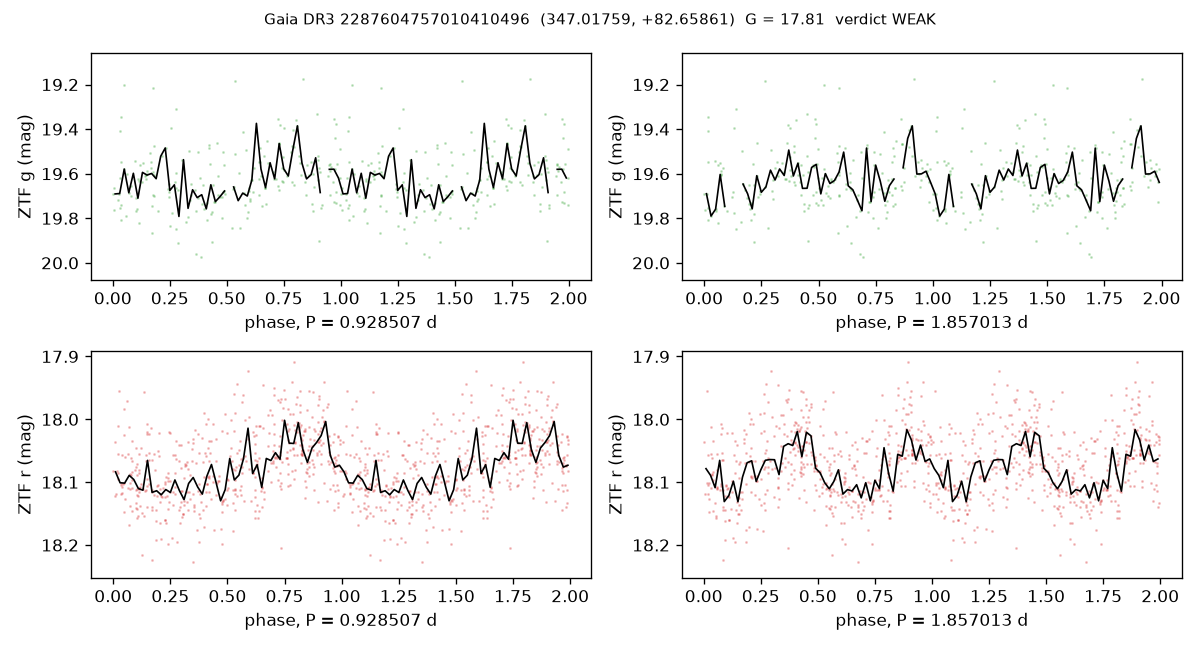 Gaia DR3 2287604757010410496 (347.01759, +82.65861) G = 17.81 verdict WEAK
ZTF g (mag)
19.2
19.4
19.6
19.8
20.0
0.00 0.25 0.50 0.75 1.00 1.25 1.50 1.75 2.00
phase, P = 0.928507 d
ZTF g (mag)
19.2
19.4
19.6
19.8
20.0
0.00 0.25 0.50 0.75 1.00 1.25 1.50 1.75 2.00
phase, P = 1.857013 d
ZTF r (mag)
17.9
18.0
18.1
18.2
0.00 0.25 0.50 0.75 1.00 1.25 1.50 1.75 2.00
phase, P = 0.928507 d
ZTF r (mag)
17.9
18.0
18.1
18.2
0.00 0.25 0.50 0.75 1.00 1.25 1.50 1.75 2.00
phase, P = 1.857013 d